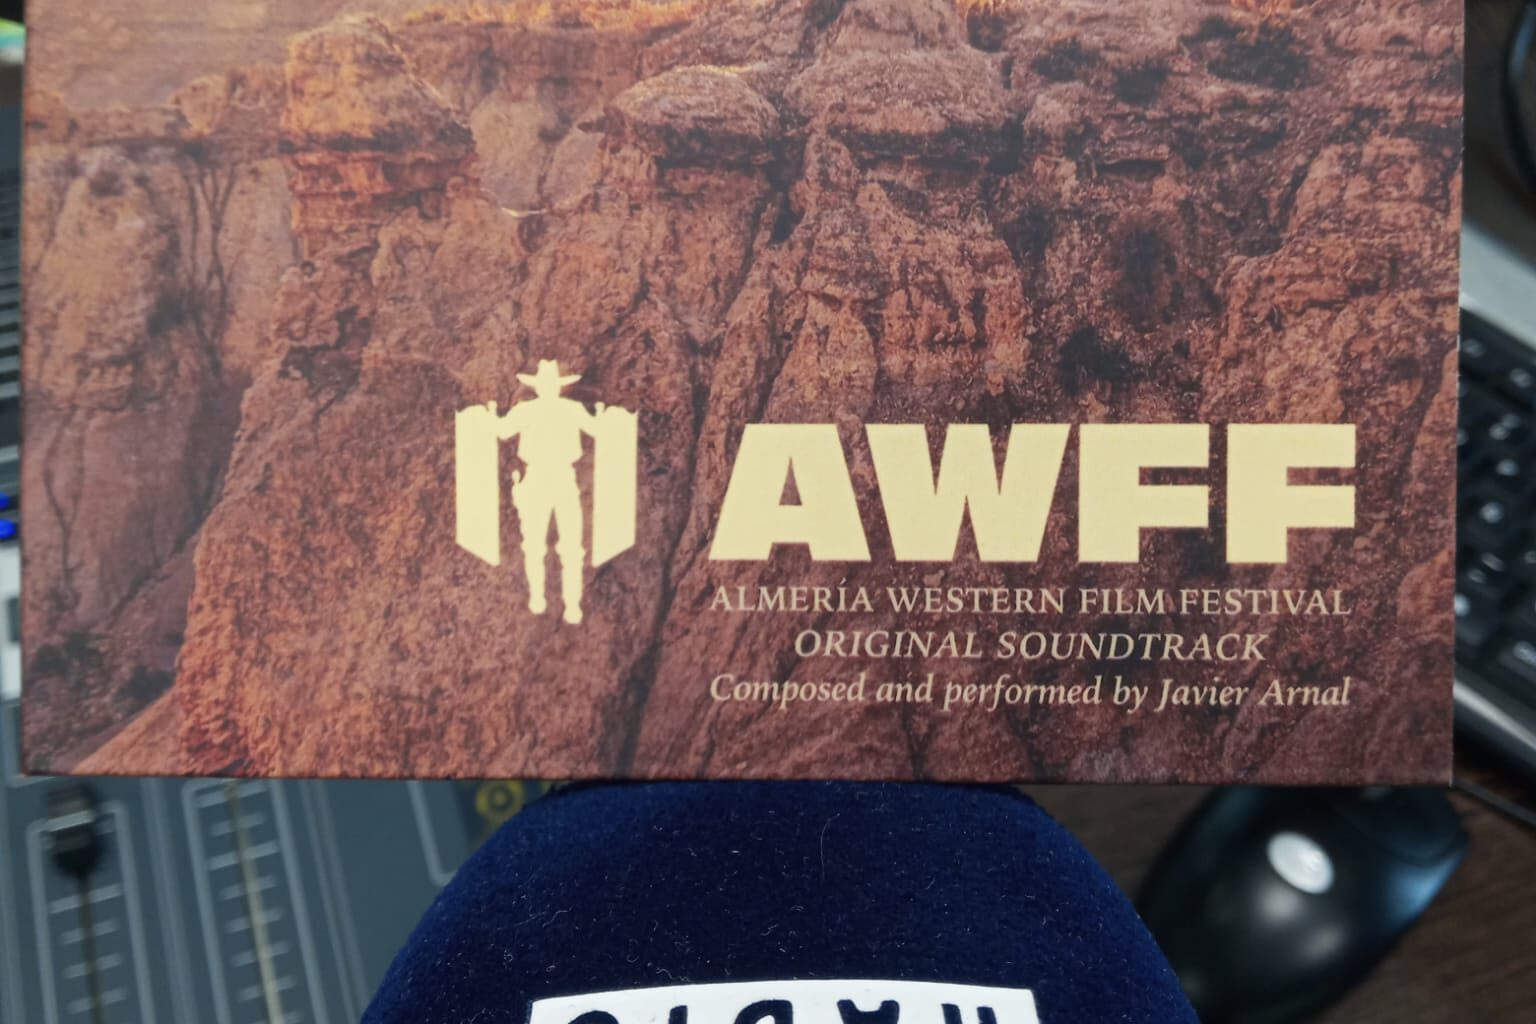 AWFF
ALMERÍA WESTERN FILM FESTIVAL
ORIGINAL SOUNDTRACK
Composed and performed by Javier Arnal